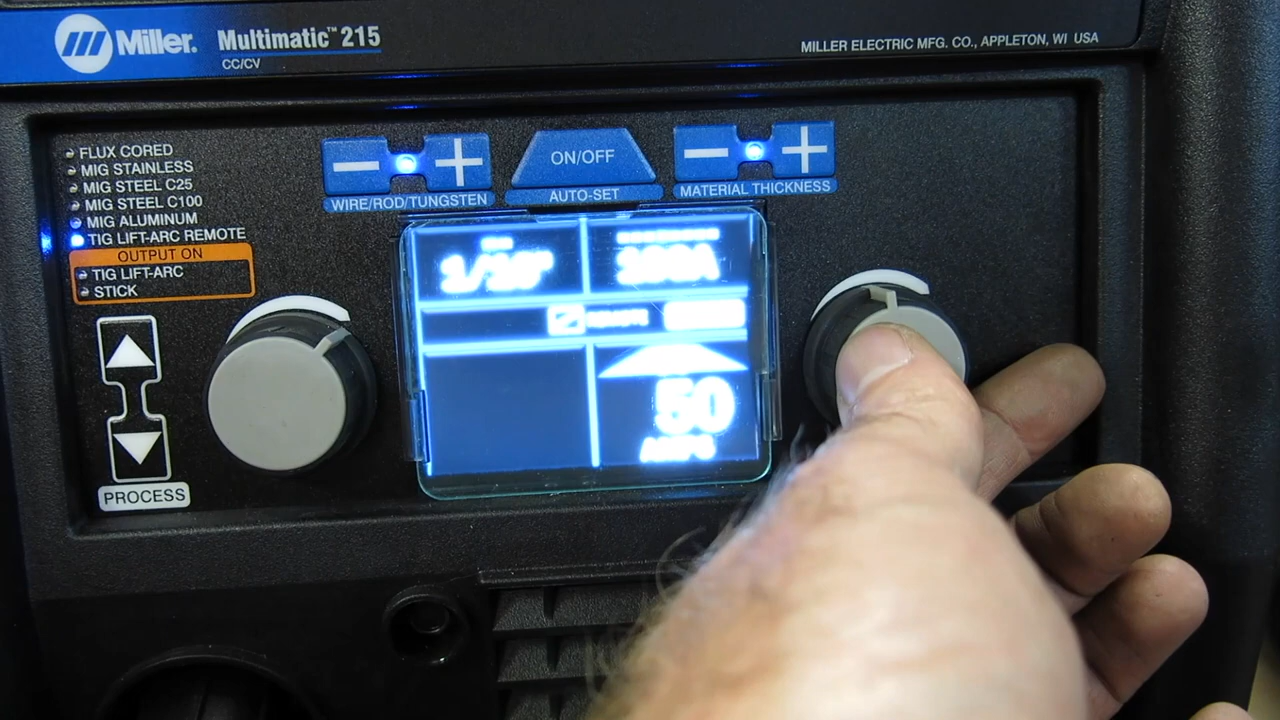 Miller.
Multimatic™ 215
CC/CV
MILLER ELECTRIC MFG. CO., APPLETON, WI USA
FLUX CORED
MIG STAINLESS
MIG STEEL C25
MIG STEEL C100
MIG ALUMINUM
TIG LIFT-ARC REMOTE
OUTPUT ON
TIG LIFT-ARC
STICK
PROCESS
WIRE/ROD/TUNGSTEN
ON/OFF
AUTO-SET
MATERIAL THICKNESS
REMOTE
50
AMPS